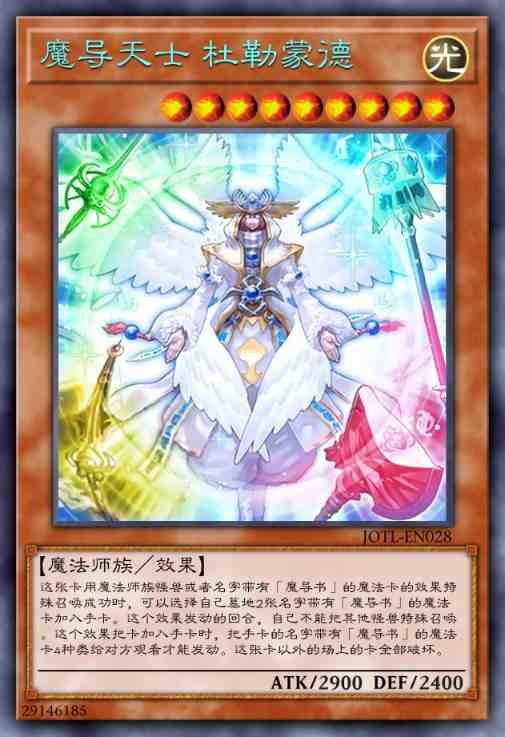 魔导天士 杜勒蒙德
光
JOTL-EN028
【魔法师族／效果】
这张卡用魔法师族怪兽或者名字带有「魔导书」的魔法卡的效果特
殊召唤成功时，可以选择自己墓地2张名字带有「魔导书」的魔法
卡加入手卡。这个效果发动的回合，自己不能把其他怪兽特殊召唤
。这个效果把卡加入手卡时，把手卡的名字带有「魔导书」的魔法
卡4种类给对方观看才能发动。这张卡以外的场上的卡全部破坏。
ATK/2900 DEF/2400
29146185